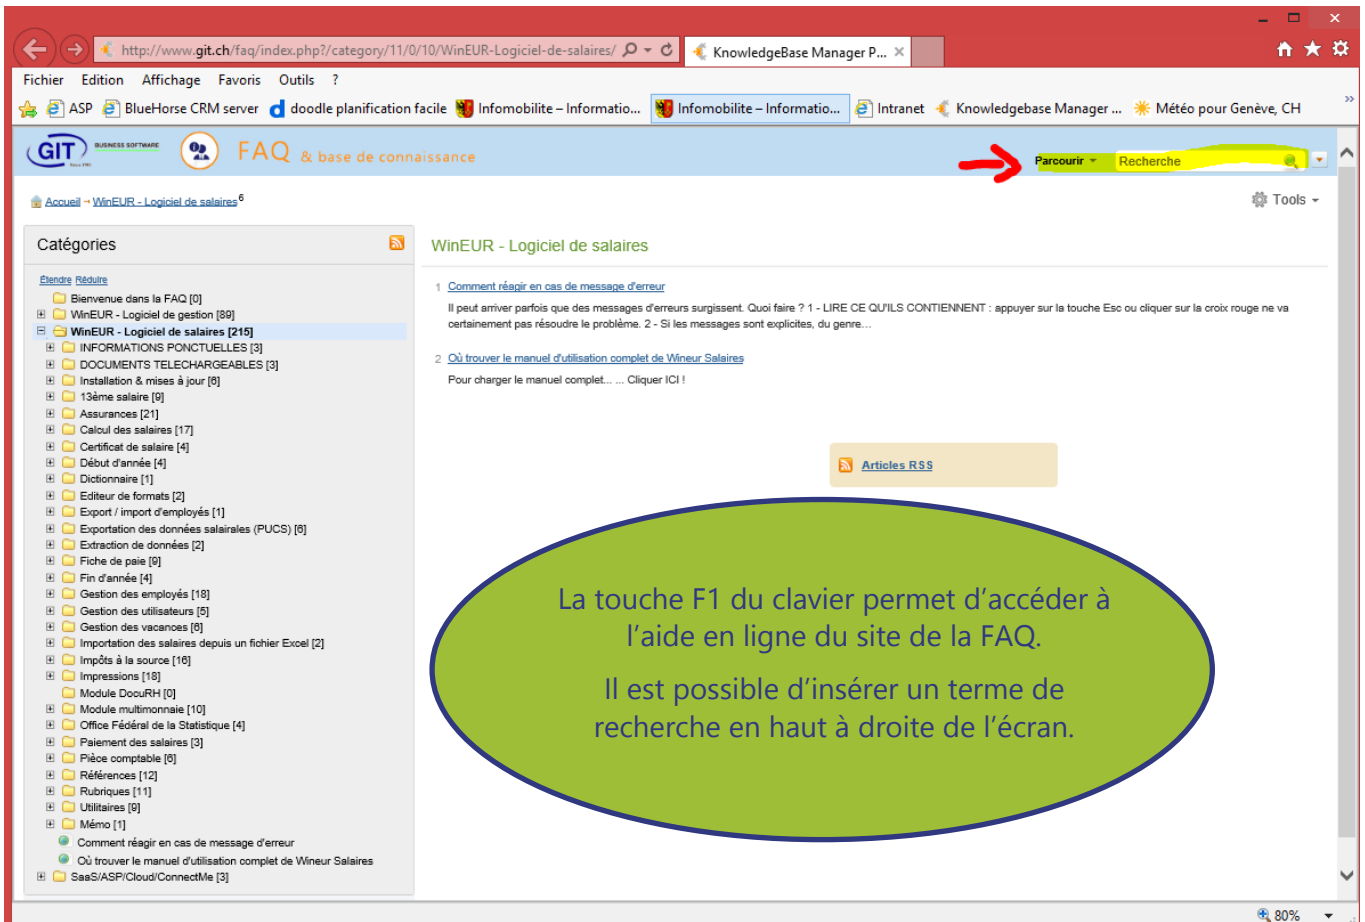 http://www.git.ch/faq/index.php?/category/11/0/10/WinEUR-Logiciel-de-salaires/
KnowledgeBase Manager P...
Fichier Edition Affichage Favoris Outils ?
ASP BlueHorse CRM server doodle planification facile Infomobilite – Informatio... Infomobilite – Informatio... Intranet Knowledgebase Manager ... Météo pour Genève, CH
GIT BUSINESS SOFTWARE FAQ & base de connaissance
Parcourir Recherche
Accueil → WinEUR - Logiciel de salaires 6
Tools
Catégories
Étendre Réduire
Bienvenue dans la FAQ [0]
WinEUR - Logiciel de gestion [89]
WinEUR - Logiciel de salaires [215]
INFORMATIONS PONCTUELLES [3]
DOCUMENTS TELECHARGEABLES [3]
Installation & mises à jour [6]
13ème salaire [9]
Assurances [21]
Calcul des salaires [17]
Certificat de salaire [4]
Début d'année [4]
Dictionnaire [1]
Editeur de formats [2]
Export / import d'employés [1]
Exportation des données salairales (PUCS) [6]
Extraction de données [2]
Fiche de paie [9]
Fin d'année [4]
Gestion des employés [18]
Gestion des utilisateurs [5]
Gestion des vacances [6]
Importation des salaires depuis un fichier Excel [2]
Impôts à la source [16]
Impressions [18]
Module DocuRH [0]
Module multimonnaie [10]
Office Fédéral de la Statistique [4]
Paiement des salaires [3]
Pièce comptable [6]
Références [12]
Rubriques [11]
Utilitaires [9]
Mémo [1]
Comment réagir en cas de message d'erreur
Où trouver le manuel d'utilisation complet de Wineur Salaires
SaaS/ASP/Cloud/ConnectMe [3]
WinEUR - Logiciel de salaires
1 Comment réagir en cas de message d'erreur
Il peut arriver parfois que des messages d'erreurs surgissent. Quoi faire ? 1 - LIRE CE QU'ILS CONTIENNENT : appuyer sur la touche Esc ou cliquer sur la croix rouge ne va
certainement pas résoudre le problème. 2 - Si les messages sont explicites, du genre…
2 Où trouver le manuel d'utilisation complet de Wineur Salaires
Pour charger le manuel complet... ... Cliquer ICI !
Articles RSS
La touche F1 du clavier permet d’accéder à
l’aide en ligne du site de la FAQ.
Il est possible d’insérer un terme de
recherche en haut à droite de l’écran.
80%